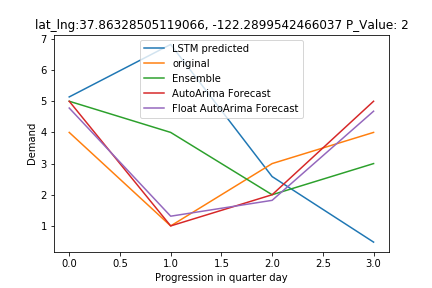 lat_lng:37.86328505119066, -122.2899542466037 P_Value: 2
7
6
5
4
3
2
1
Demand
LSTM predicted
original
Ensemble
AutoArima Forecast
Float AutoArima Forecast
0.0 0.5 1.0 1.5 2.0 2.5 3.0
Progression in quarter day